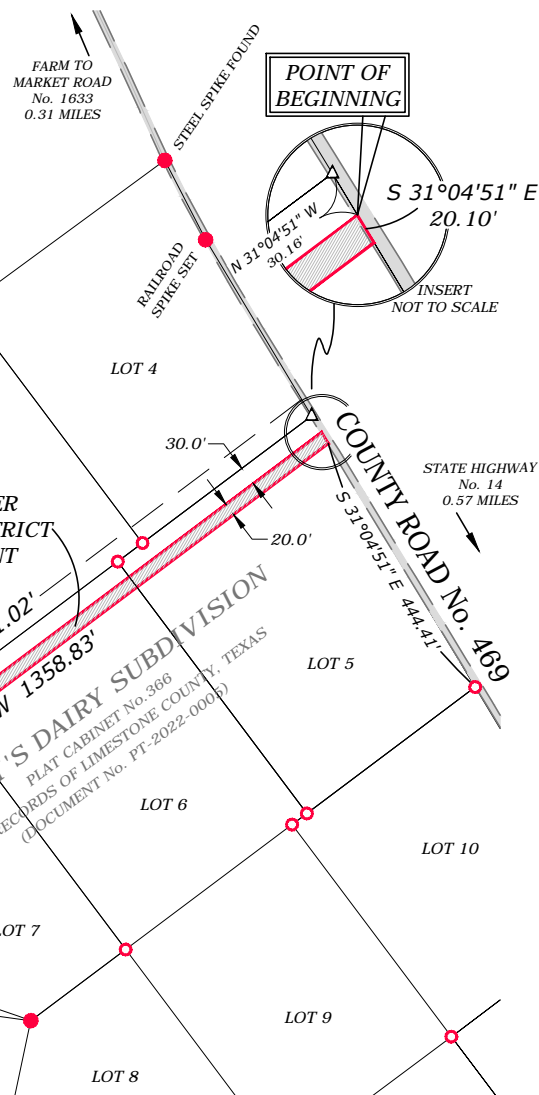 FARM TO
MARKET ROAD
No. 1633
0.31 MILES
STEEL SPIKE FOUND
POINT OF
BEGINNING
S 31°04'51" E
20.10'
N 31°04'51" W
30.16'
INSERT
NOT TO SCALE
RAILROAD
SPIKE SET
LOT 4
30.0'
20.0'
COUNTY ROAD No. 469
STATE HIGHWAY
No. 14
0.57 MILES
S 31°04'51" E 444.41'
.02'
W 1358.83'
'S DAIRY SUBDIVISION
PLAT CABINET No.366
RECORDS OF LIMESTONE COUNTY, TEXAS
(DOCUMENT No. PT-2022-0005)
LOT 5
LOT 6
LOT 10
LOT 7
LOT 9
LOT 8